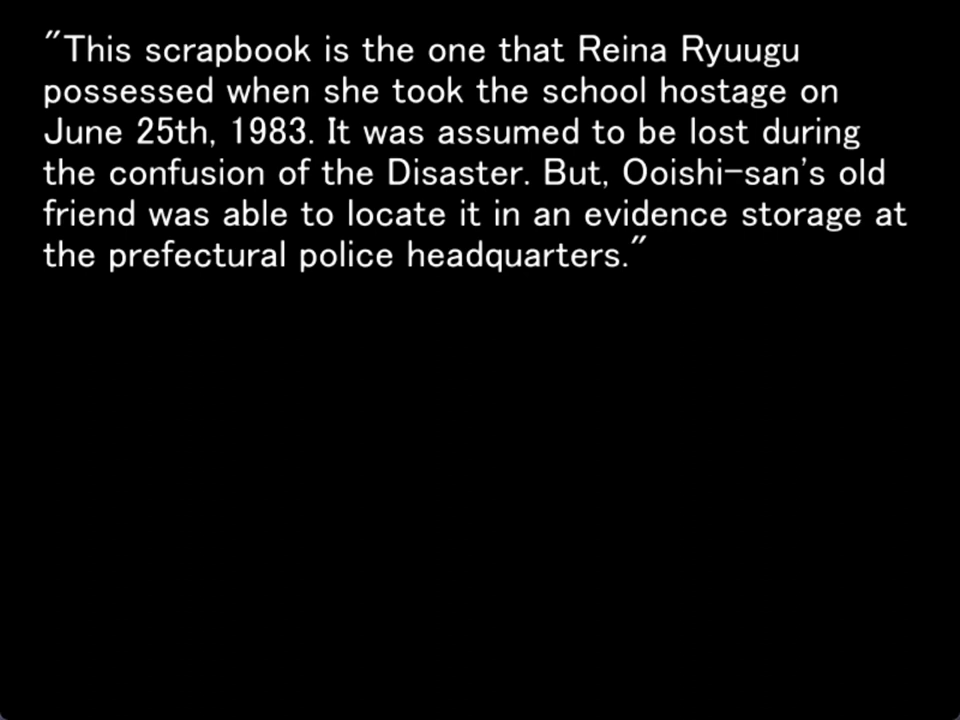 "This scrapbook is the one that Reina Ryuugu
possessed when she took the school hostage on
June 25th, 1983. It was assumed to be lost during
the confusion of the Disaster. But, Ooishi-san's old
friend was able to locate it in an evidence storage at
the prefectural police headquarters."